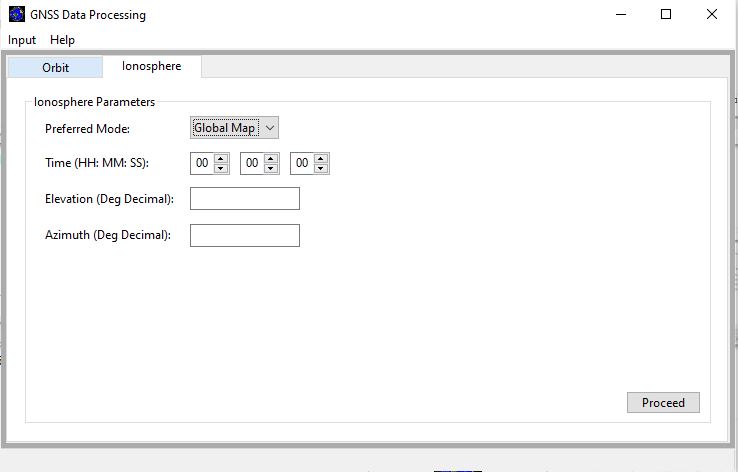 GNSS Data Processing
Input Help
Orbit Ionosphere
Ionosphere Parameters
Preferred Mode: Global Map
Time (HH: MM: SS): 00 00 00
Elevation (Deg Decimal):
Azimuth (Deg Decimal):
Proceed